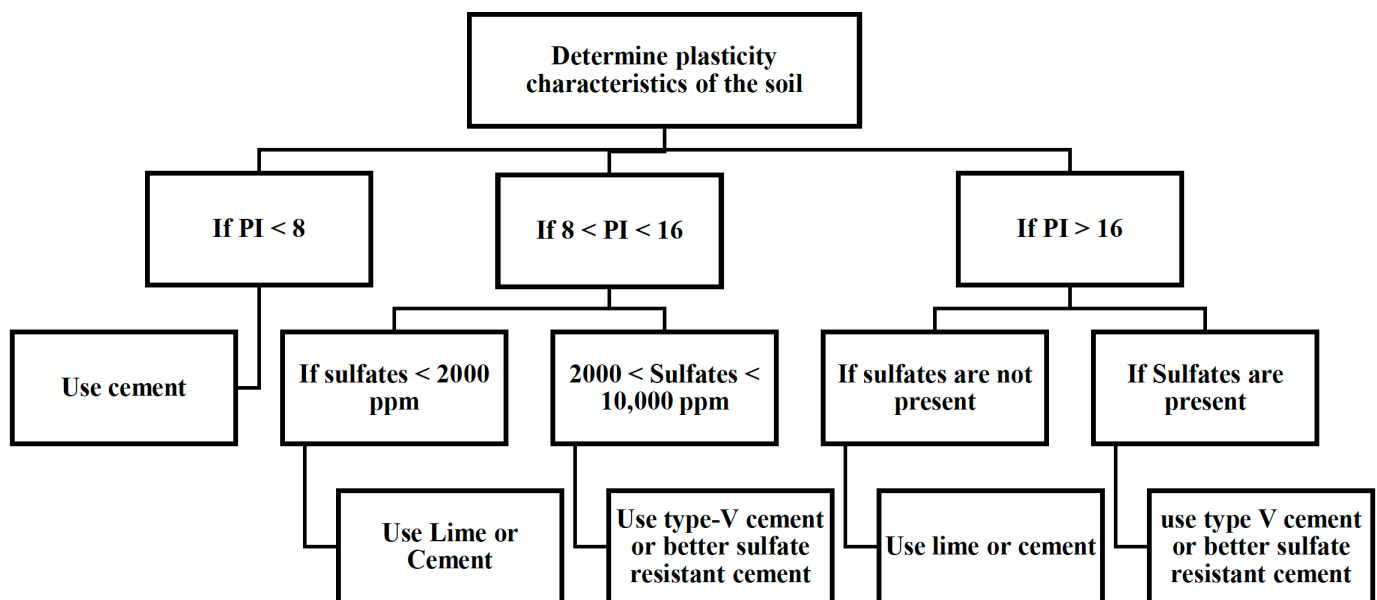 Determine plasticity
characteristics of the soil
If PI < 8
If 8 < PI < 16
If PI > 16
Use cement
If sulfates < 2000
ppm
2000 < Sulfates <
10,000 ppm
If sulfates are not
present
If Sulfates are
present
Use Lime or
Cement
Use type-V cement
or better sulfate
resistant cement
Use lime or cement
use type V cement
or better sulfate
resistant cement